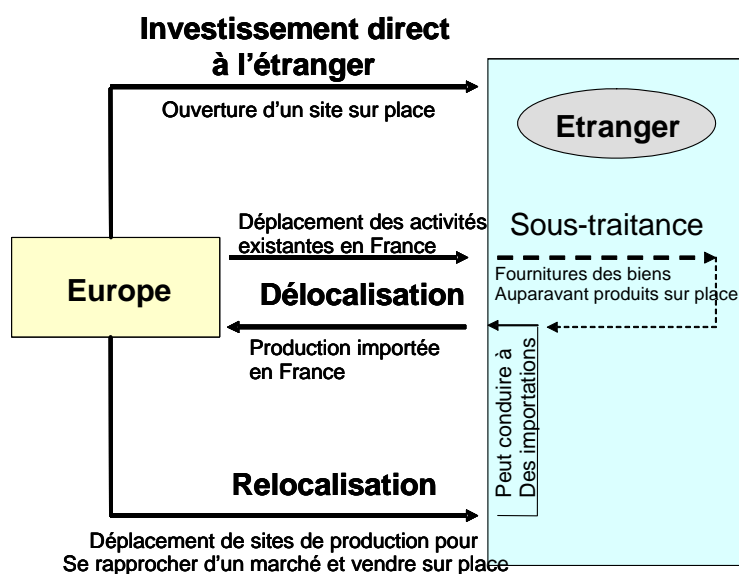 Investissement direct
à l'étranger
Ouverture d'un site sur place
Etranger
Déplacement des activités
existantes en France
Sous-traitance
Fournitures des biens
Auparavant produits sur place
Europe
Délocalisation
Production importée
en France
Peut conduire à
Des importations
Relocalisation
Déplacement de sites de production pour
Se rapprocher d'un marché et vendre sur place